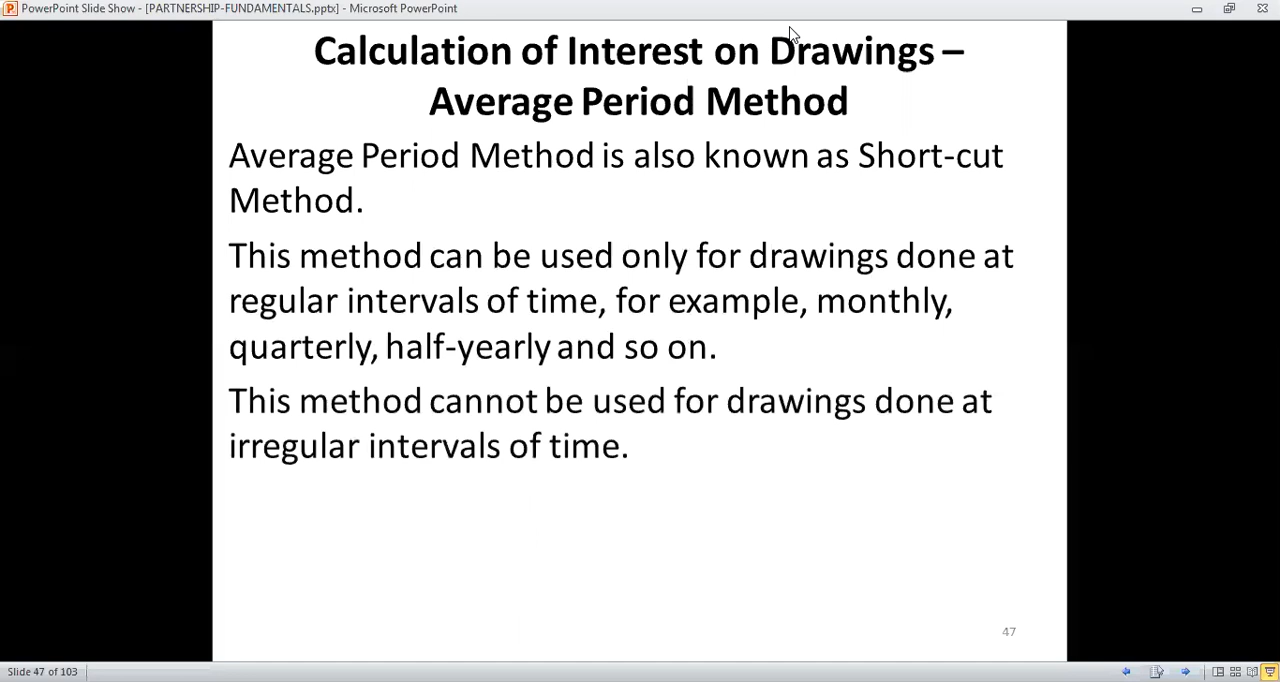 PowerPoint Slide Show - [PARTNERSHIP-FUNDAMENTALS.pptx] - Microsoft PowerPoint
Calculation of Interest on Drawings –
Average Period Method
Average Period Method is also known as Short-cut
Method.
This method can be used only for drawings done at
regular intervals of time, for example, monthly,
quarterly, half-yearly and so on.
This method cannot be used for drawings done at
irregular intervals of time.
47
Slide 47 of 103